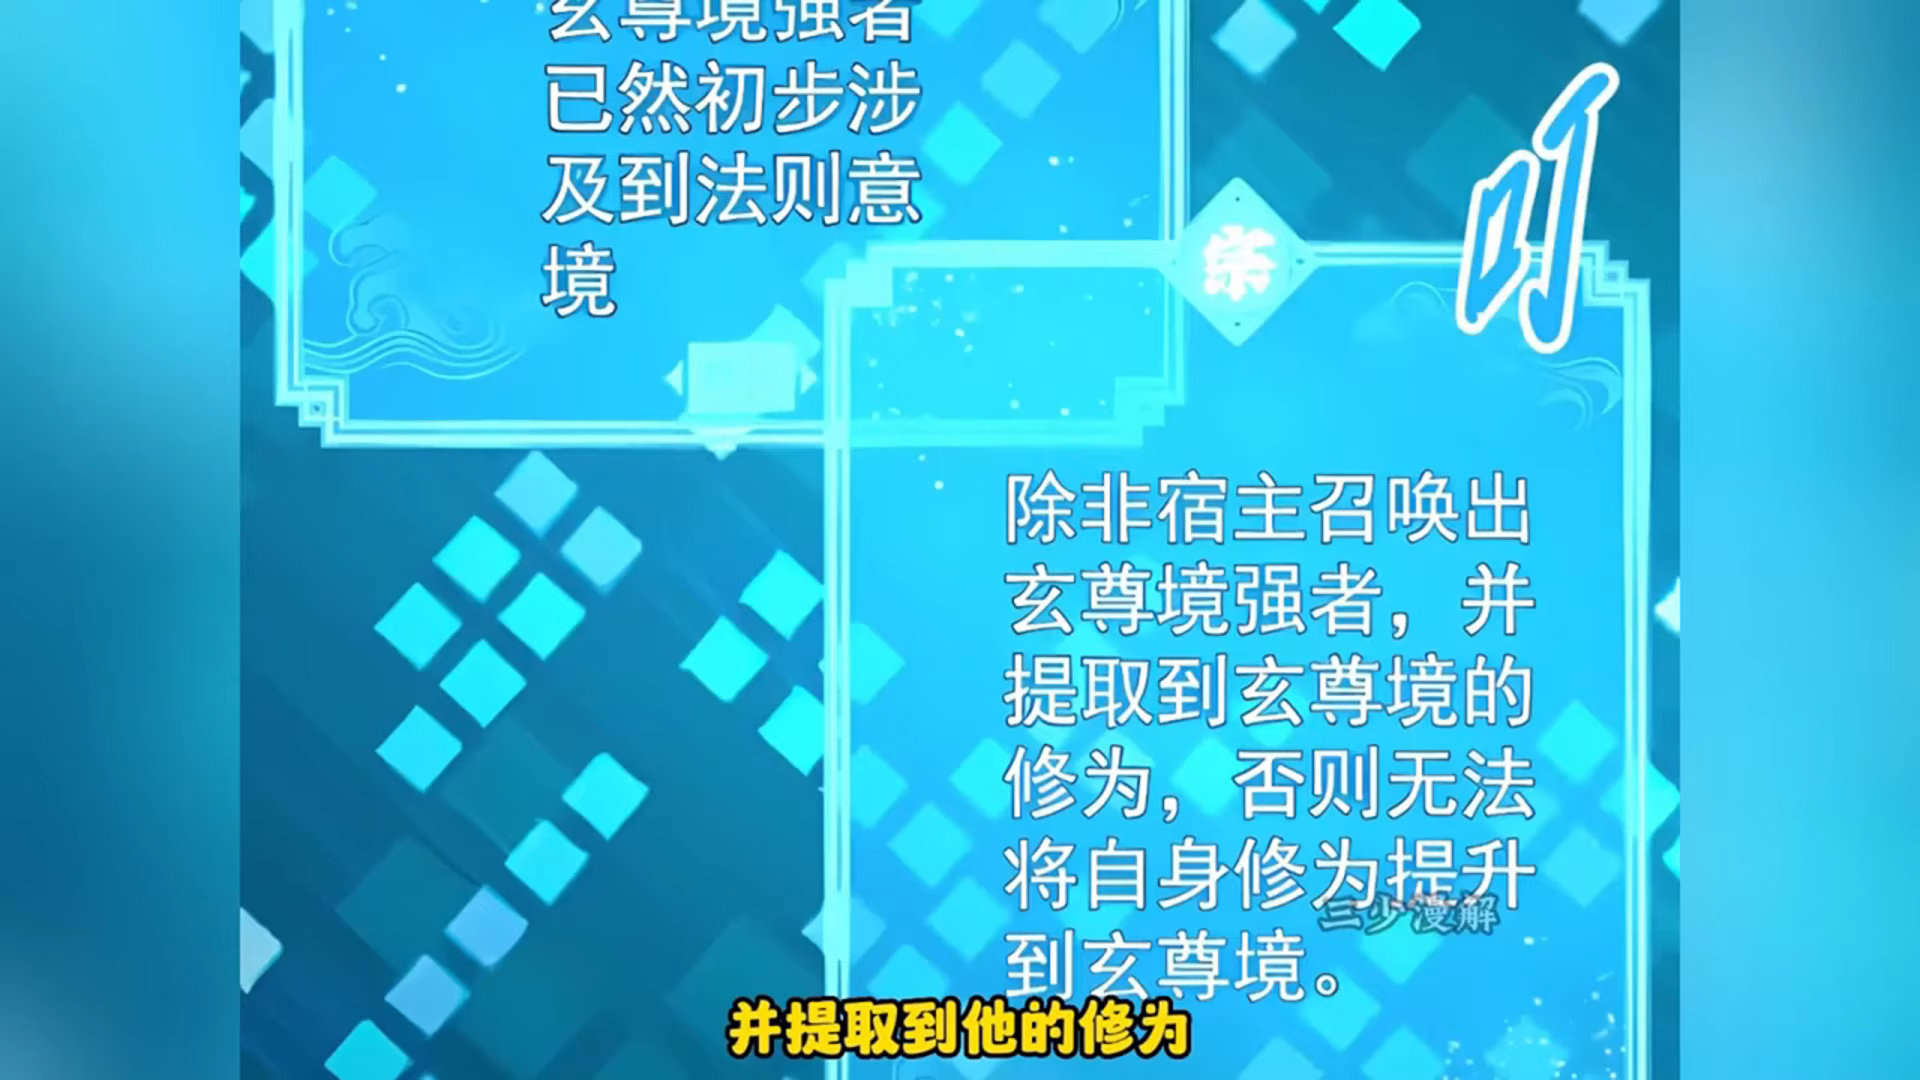 玄尊境强者
已然初步涉
及到法则意
境
叮
宗
除非宿主召唤出
玄尊境强者，并
提取到玄尊境的
修为，否则无法
将自身修为提升
到玄尊境。
三少漫解
并提取到他的修为